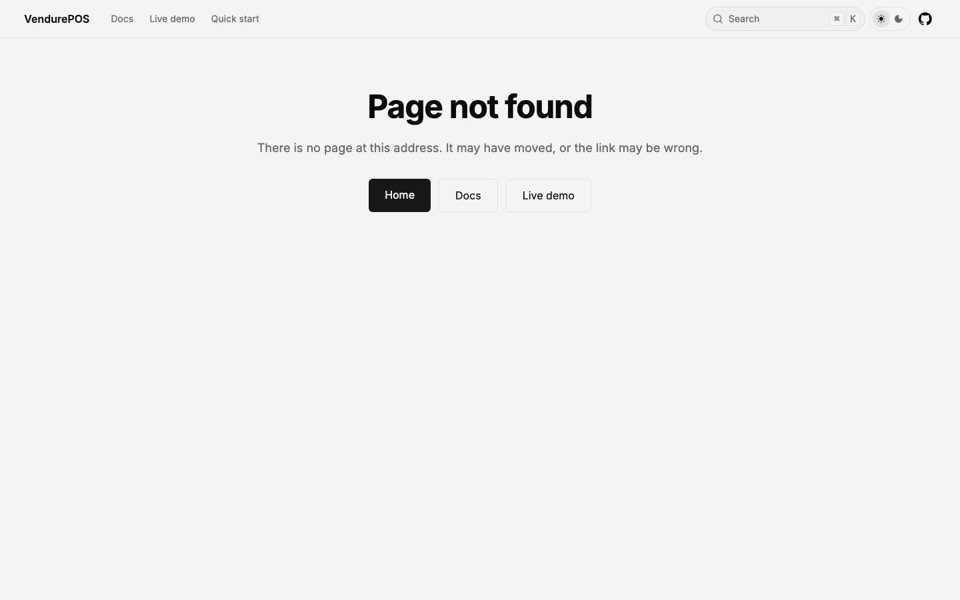 VendurePOS Docs Live demo Quick start Search ⌘ K
Page not found
There is no page at this address. It may have moved, or the link may be wrong.
Home Docs Live demo